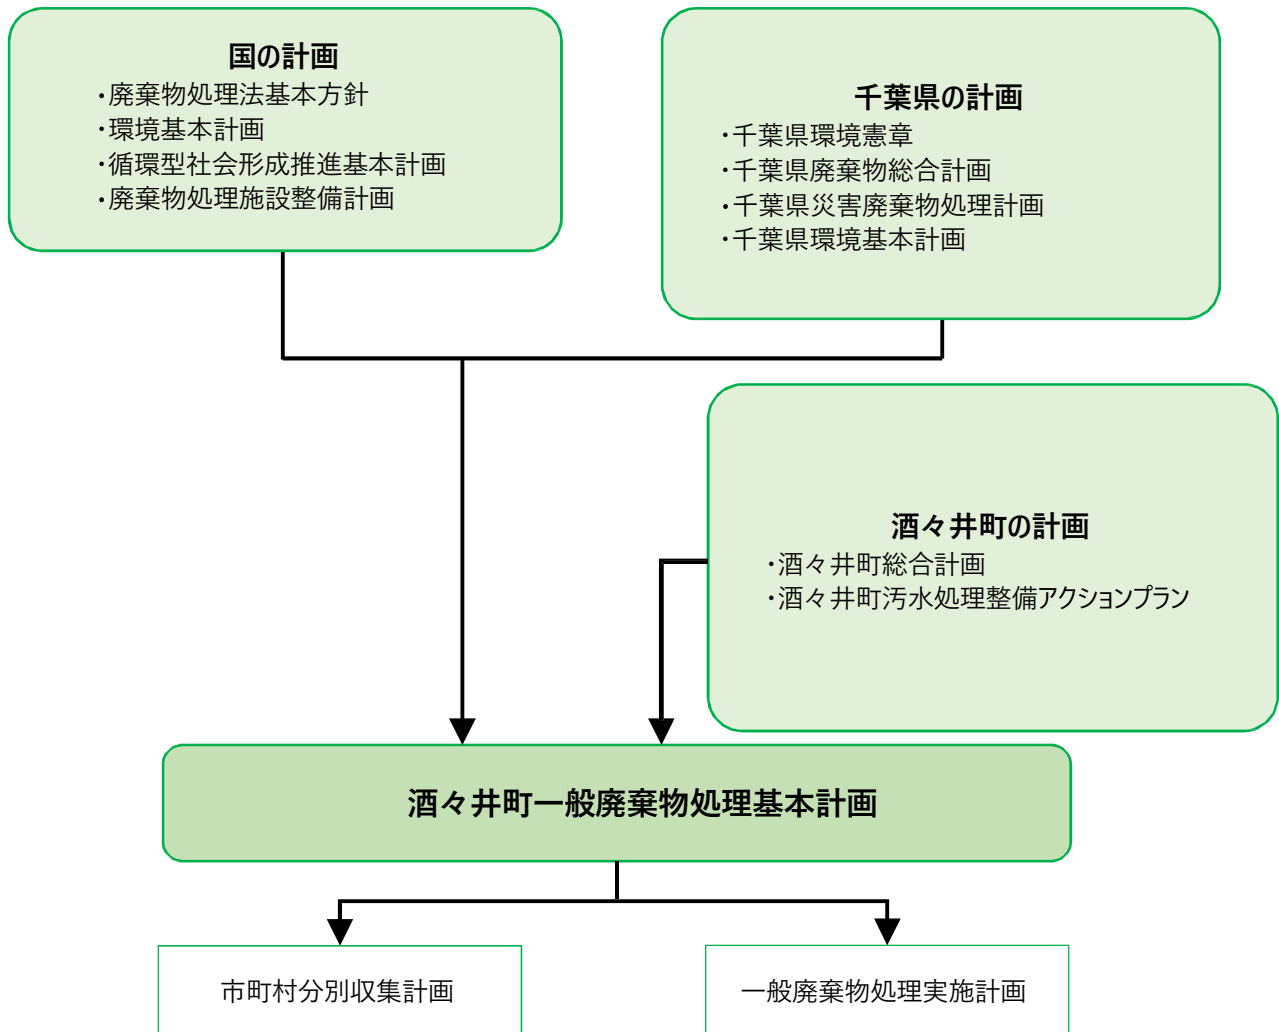 国の計画
・廃棄物処理法基本方針
・環境基本計画
・循環型社会形成推進基本計画
・廃棄物処理施設整備計画
千葉県の計画
・千葉県環境憲章
・千葉県廃棄物総合計画
・千葉県災害廃棄物処理計画
・千葉県環境基本計画
酒々井町の計画
・酒々井町総合計画
・酒々井町汚水処理整備アクションプラン
酒々井町一般廃棄物処理基本計画
市町村分別収集計画
一般廃棄物処理実施計画